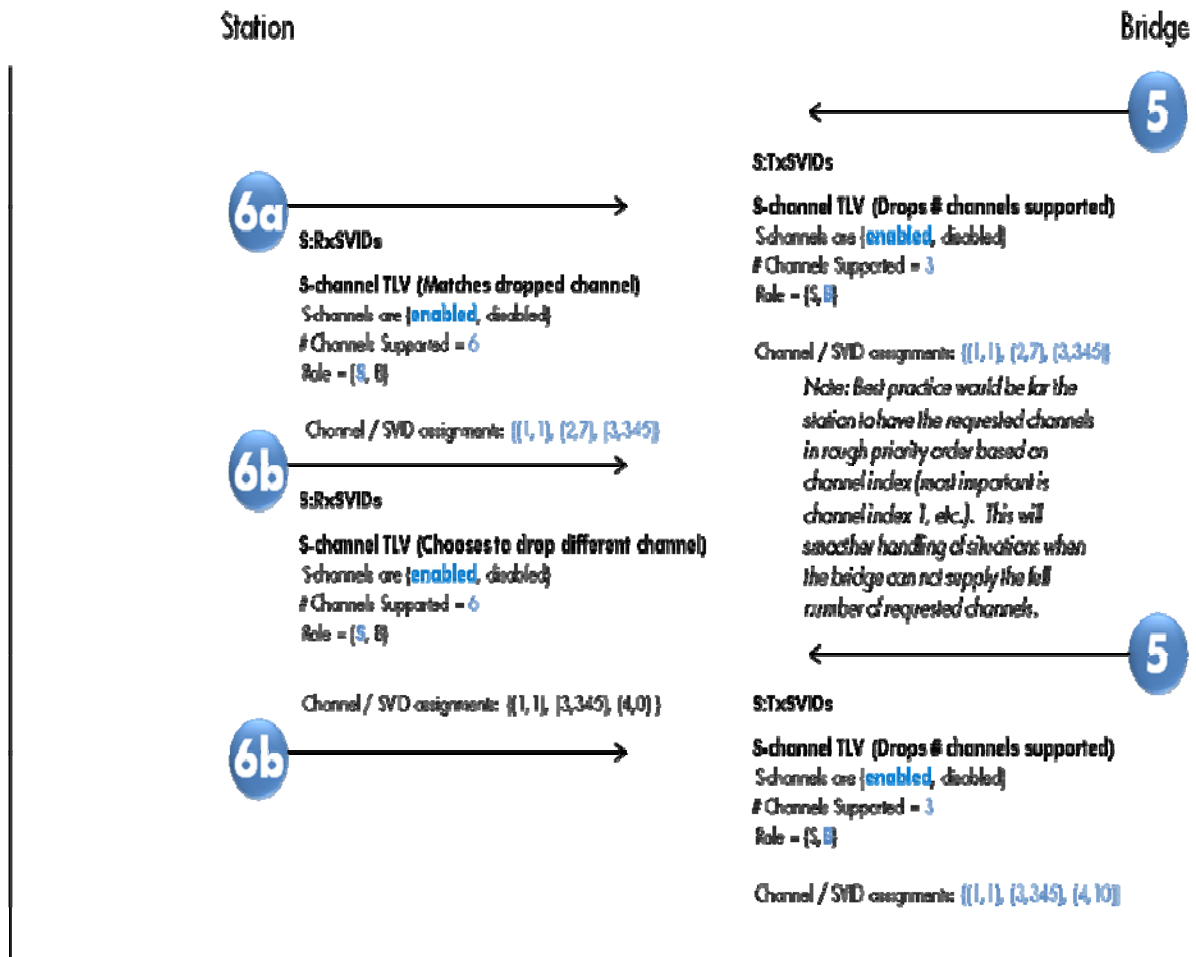 Station
Bridge
5
S:TxSVIDs
S-channel TLV (Drops # channels supported)
S-channels are {enabled, disabled}
# Channels Supported = 3
Role = {S, B}
Channel / SVID assignments: {(1,1), (2,7), (3,345)}
Note: Best practice would be for the
station to have the requested channels
in rough priority order based on
channel index (most important is
channel index 1, etc.). This will
smoother handling of situations when
the bridge can not supply the full
number of requested channels.
6a
S:RxSVIDs
S-channel TLV (Matches dropped channel)
S-channels are {enabled, disabled}
# Channels Supported = 6
Role = {S, B}
Channel / SVID assignments: {(1,1), (2,7), (3,345)}
6b
S:RxSVIDs
S-channel TLV (Chooses to drop different channel)
S-channels are {enabled, disabled}
# Channels Supported = 6
Role = {S, B}
Channel / SVID assignments: {(1,1), (3,345), (4,0) }
6b
5
S:TxSVIDs
S-channel TLV (Drops # channels supported)
S-channels are {enabled, disabled}
# Channels Supported = 3
Role = {S, B}
Channel / SVID assignments: {(1,1), (3,345), (4,10)}